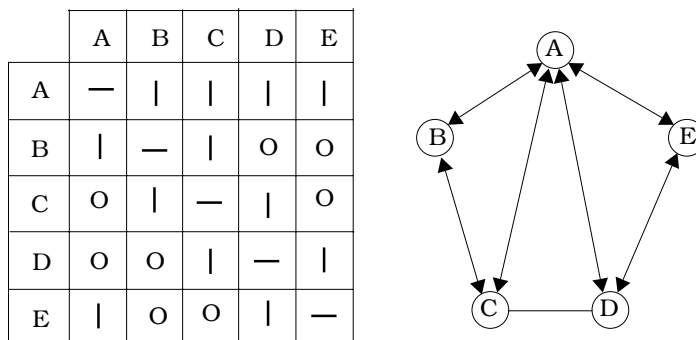 A B C D E
A — | | | |
B | — | O O
C O | — | O
D O O | — |
E | O O | —
A
B
E
C
D